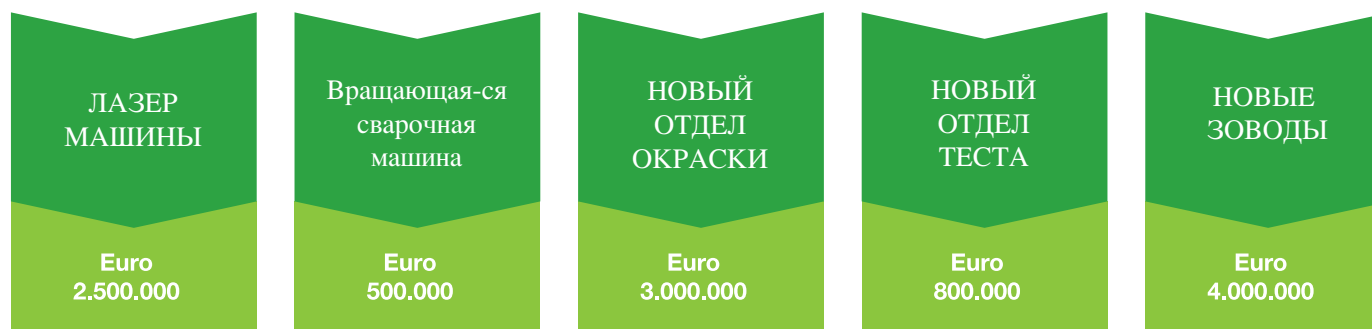 ЛАЗЕР
МАШИНЫ
Euro
2.500.000
Вращающая-ся
сварочная
машина
Euro
500.000
НОВЫЙ
ОТДЕЛ
ОКРАСКИ
Euro
3.000.000
НОВЫЙ
ОТДЕЛ
ТЕСТА
Euro
800.000
НОВЫЕ
ЗОВОДЫ
Euro
4.000.000